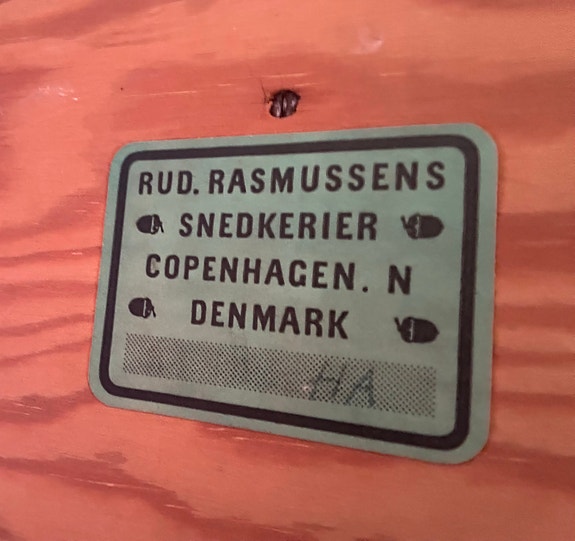 RUD. RASMUSSENS
SNEDKERIER
COPENHAGEN. N
DENMARK
HA